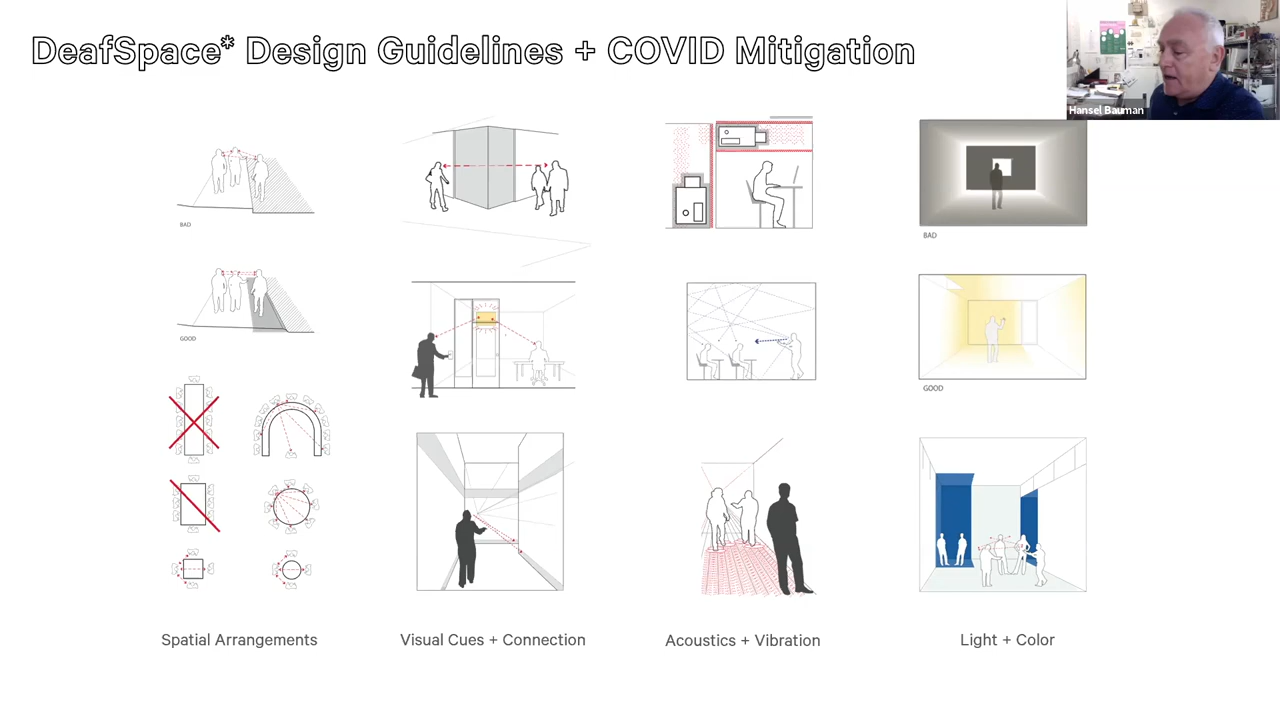 DeafSpace* Design Guidelines + COVID Mitigation
Hansel Bauman
BAD
GOOD
BAD
GOOD
Spatial Arrangements
Visual Cues + Connection
Acoustics + Vibration
Light + Color